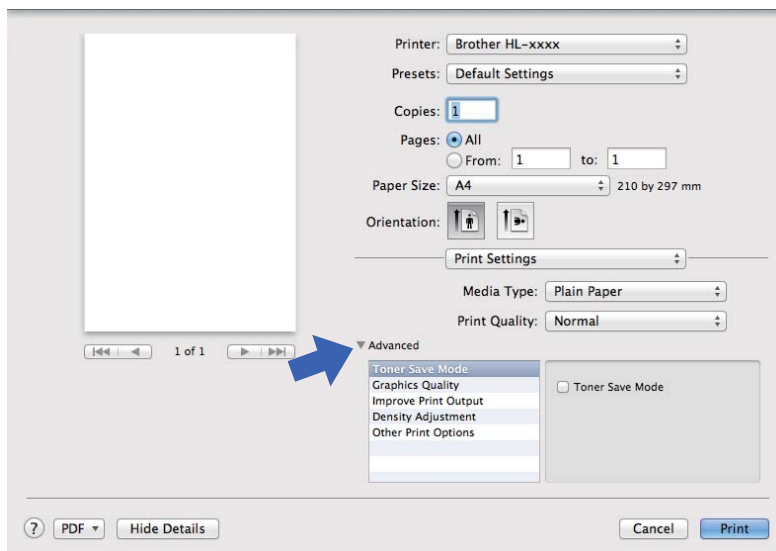 Printer: Brother HL-xxxx
Presets: Default Settings
Copies: 1
Pages: All
From: 1 to: 1
Paper Size: A4 210 by 297 mm
Orientation:
Print Settings
Media Type: Plain Paper
Print Quality: Normal
1 of 1
Advanced
Toner Save Mode
Graphics Quality
Improve Print Output
Density Adjustment
Other Print Options
Toner Save Mode
? PDF Hide Details Cancel Print